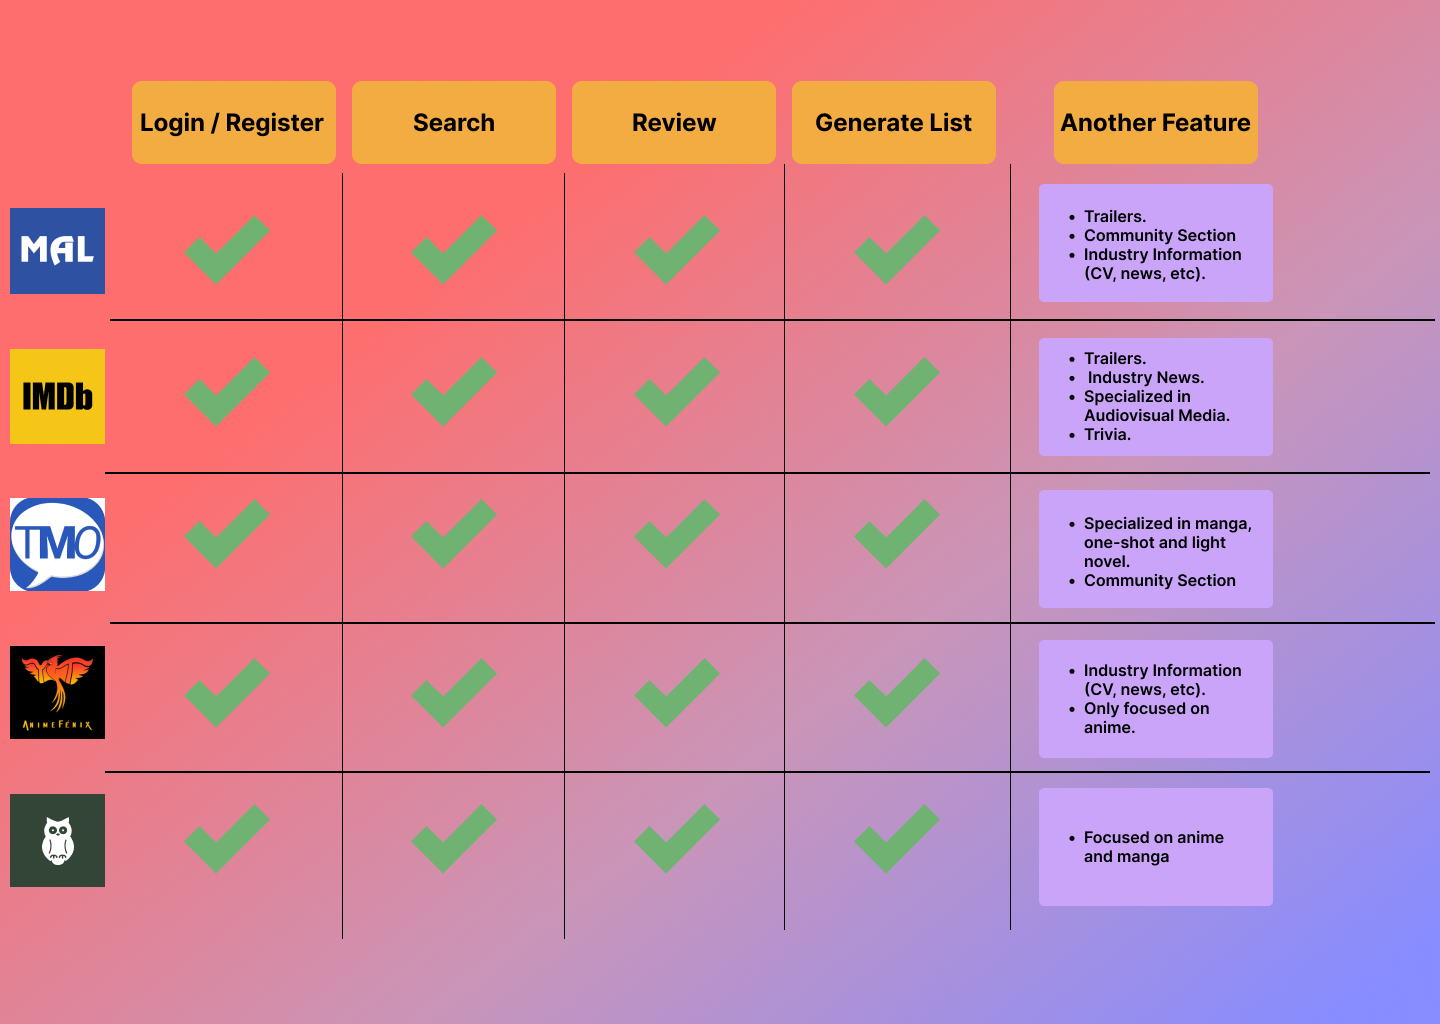 Login / Register
Search
Review
Generate List
Another Feature
MAL
• Trailers.
• Community Section
• Industry Information
(CV, news, etc).
IMDb
• Trailers.
• Industry News.
• Specialized in
Audiovisual Media.
• Trivia.
TMO
• Specialized in manga,
one-shot and light
novel.
• Community Section
AnimeFénix
• Industry Information
(CV, news, etc).
• Only focused on
anime.
• Focused on anime
and manga